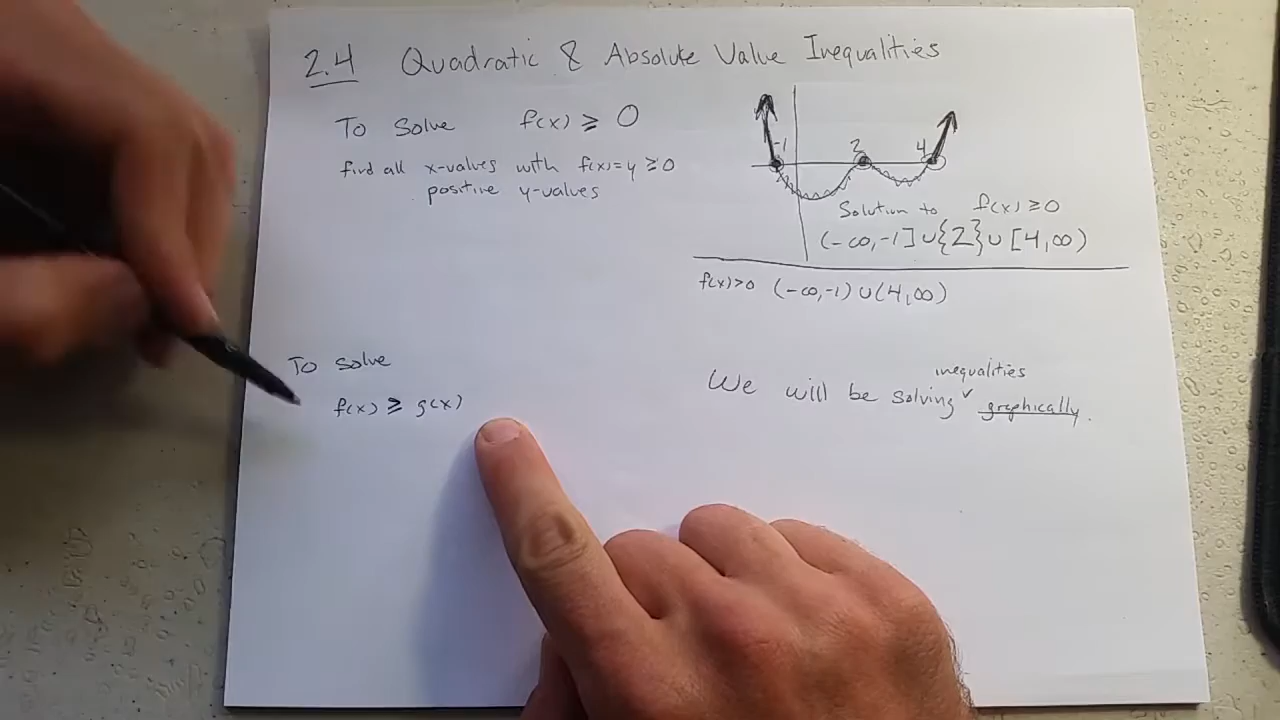 2.4 Quadratic & Absolute Value Inequalities
To Solve f(x) ≥ 0
find all x-values with f(x)=y ≥0
positive y-values
-1 2 4
Solution to f(x) ≥0
(-∞,-1] ∪{2} ∪ [4,∞)
f(x)>0 (-∞,-1) ∪(4,∞)
To solve
f(x) ≥ g(x)
inequalities
We will be solving ˅ graphically.